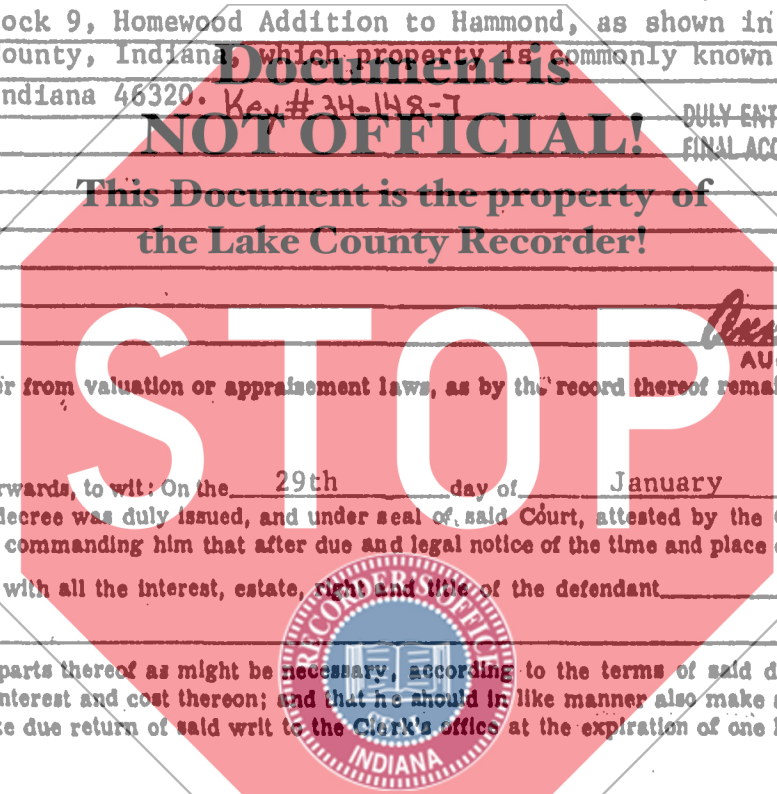 ock 9, Homewood Addition to Hammond, as shown in
ounty, Indiana, which property is commonly known
ndiana 46320. Key# 34-148-7
Document is
NOT OFFICIAL!
DULY ENT
FINAL ACC
This Document is the property of
the Lake County Recorder!
STOP
AU
r from valuation or appraisement laws, as by the record thereof remai
rwards, to wit: On the 29th day of January
decree was duly issued, and under seal of said Court, attested by the
commanding him that after due and legal notice of the time and place
with all the interest, estate, right and title of the defendant
parts thereof as might be necessary, according to the terms of said d
nterest and cost thereon; and that he should in like manner also make
ke due return of said writ to the Clerk's office at the expiration of one
RECORDER'S OFFICE
INDIANA